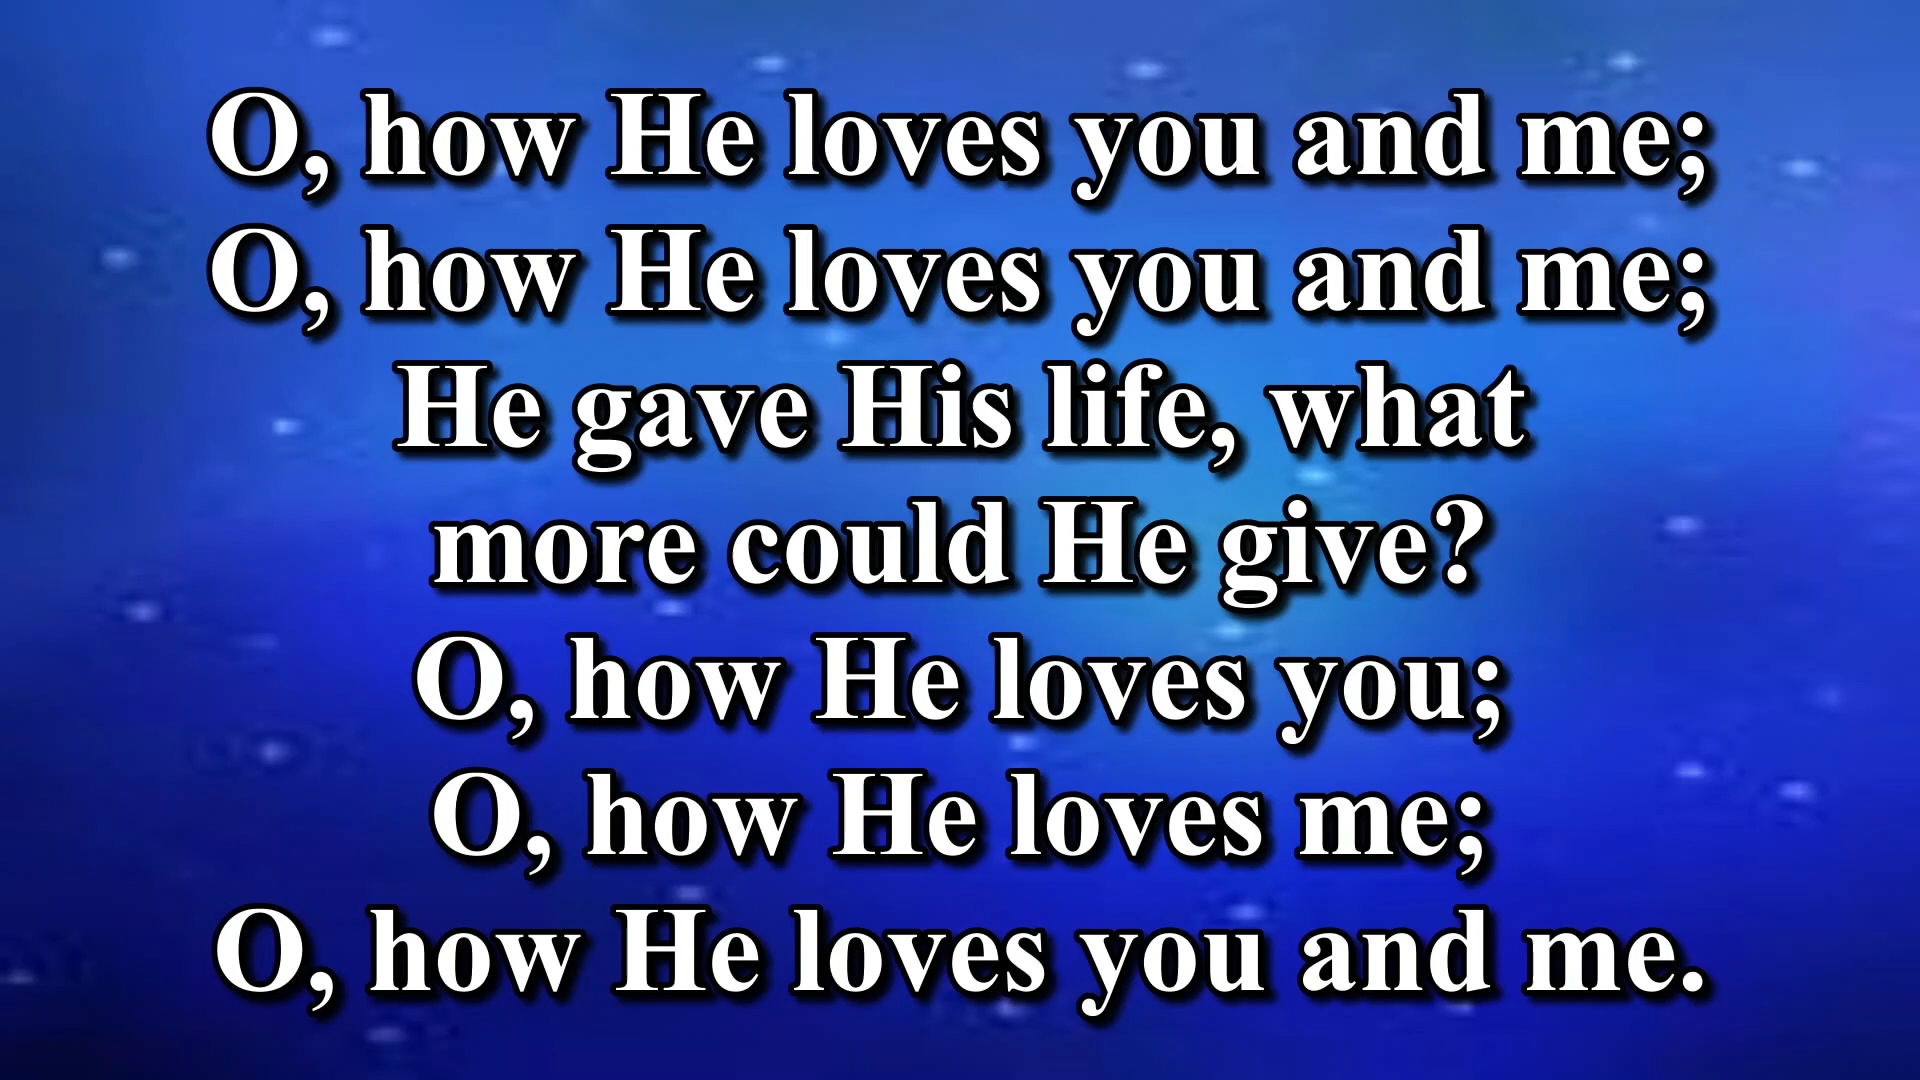 O, how He loves you and me;
O, how He loves you and me;
He gave His life, what
more could He give?
O, how He loves you;
O, how He loves me;
O, how He loves you and me.